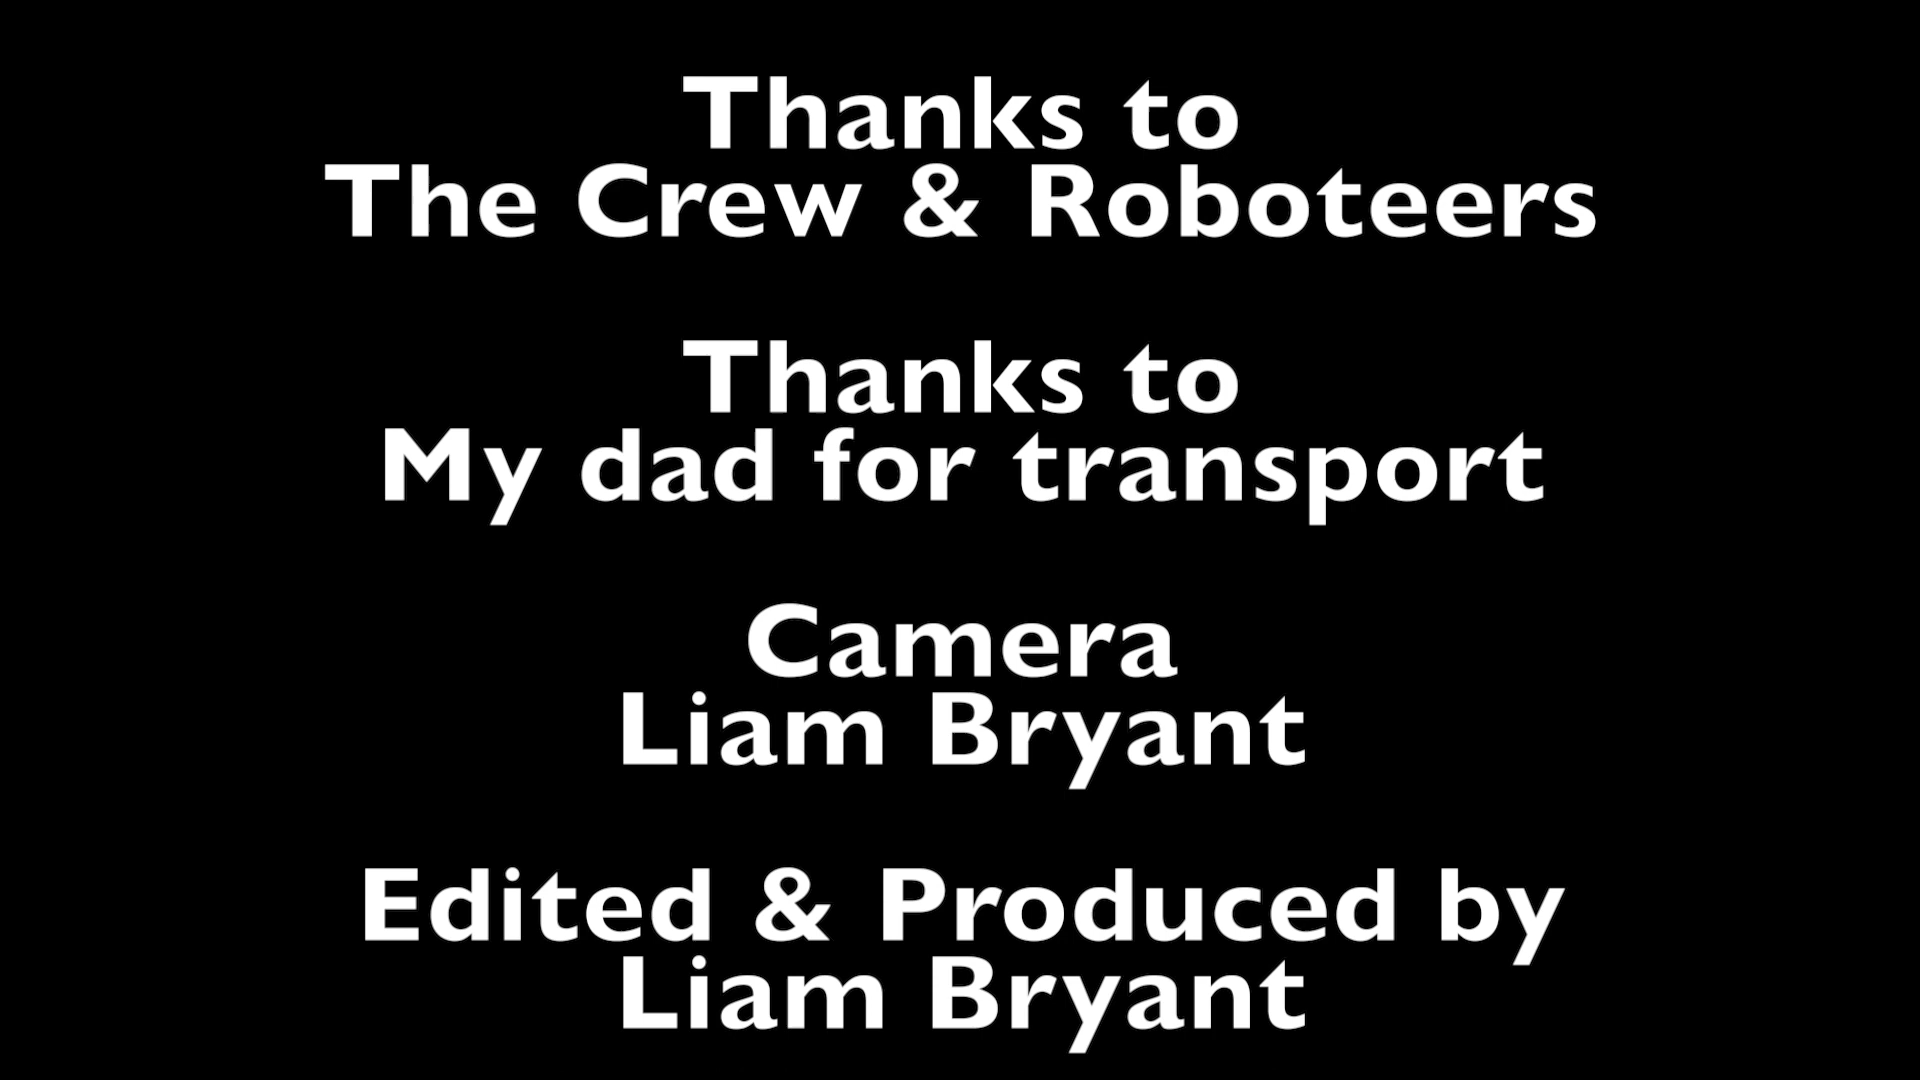 Thanks to
The Crew & Roboteers
Thanks to
My dad for transport
Camera
Liam Bryant
Edited & Produced by
Liam Bryant